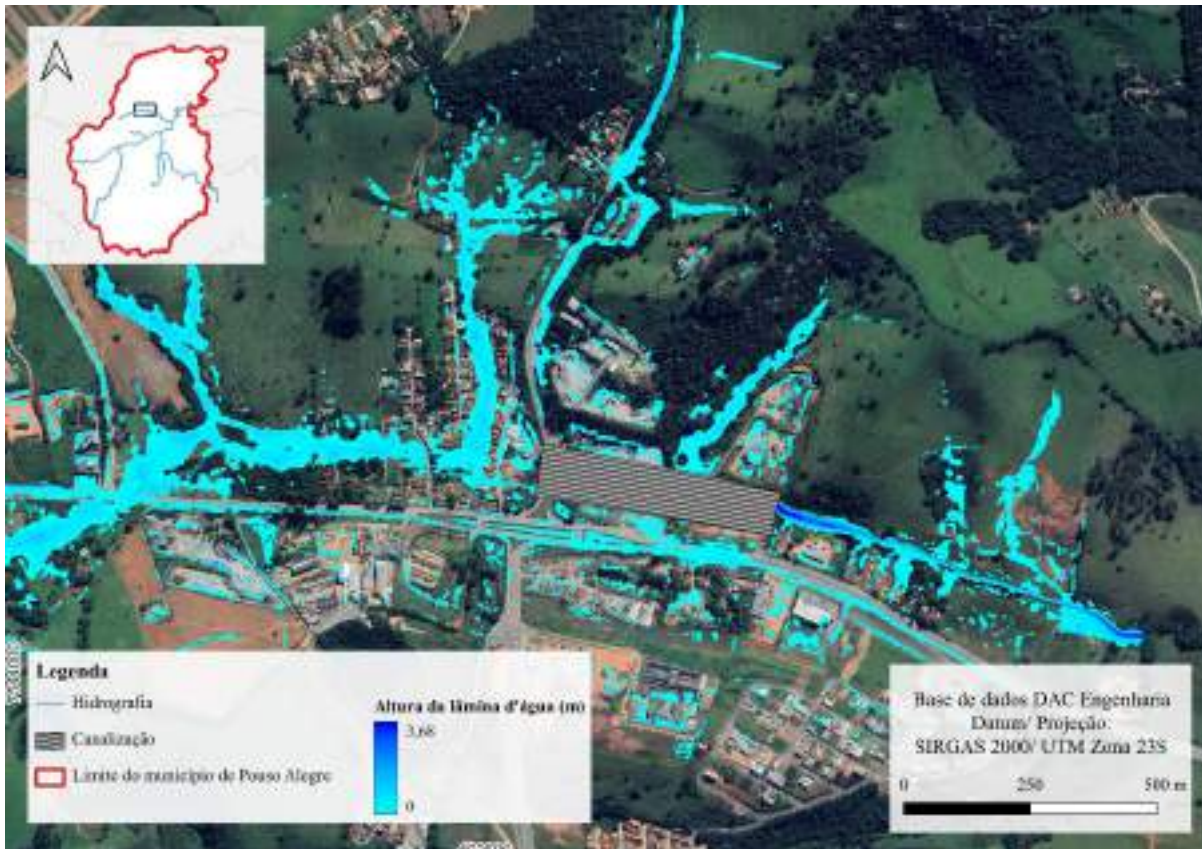 Legenda
Hidrografia
Canalização
Limite do município de Pouso Alegre
Altura da lâmina d'água (m)
3,68
0
Base de dados DAC Engenharia
Datum/ Projeção:
SIRGAS 2000/ UTM Zona 23S
0 250 500 m